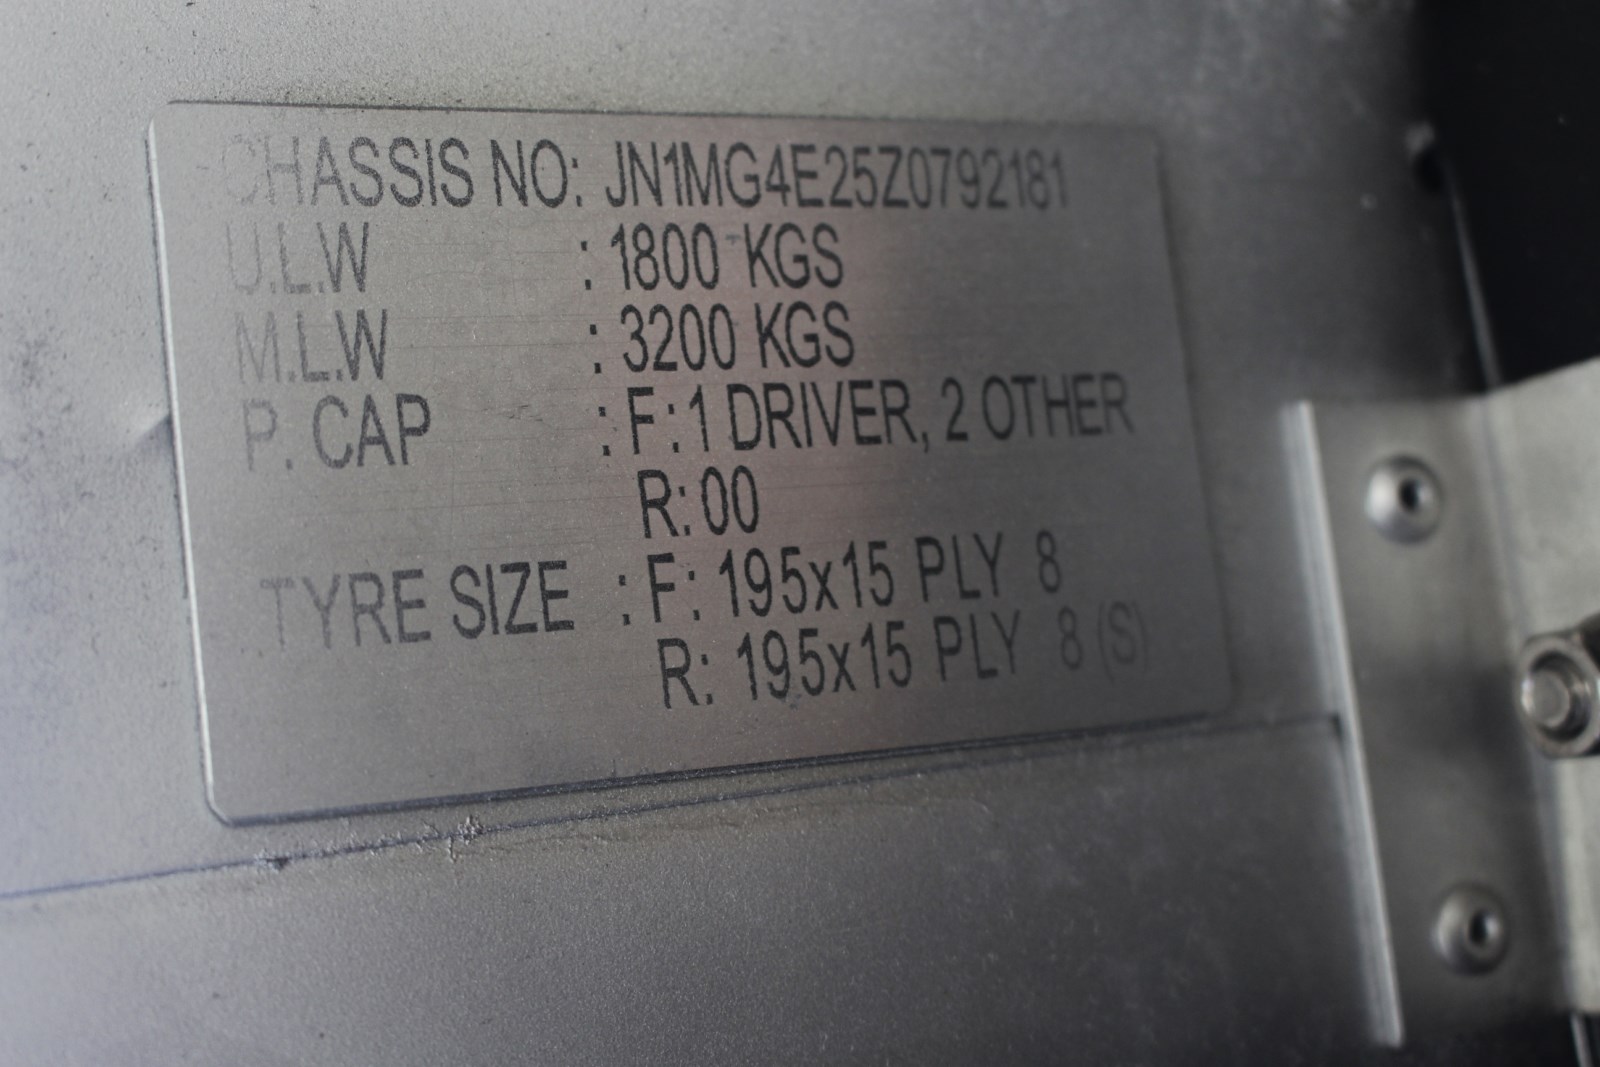 CHASSIS NO: JN1MG4E25Z0792181
U.L.W : 1800 KGS
M.L.W : 3200 KGS
P. CAP : F: 1 DRIVER, 2 OTHER
R: 00
TYRE SIZE : F: 195x15 PLY 8
R: 195x15 PLY 8 (S)